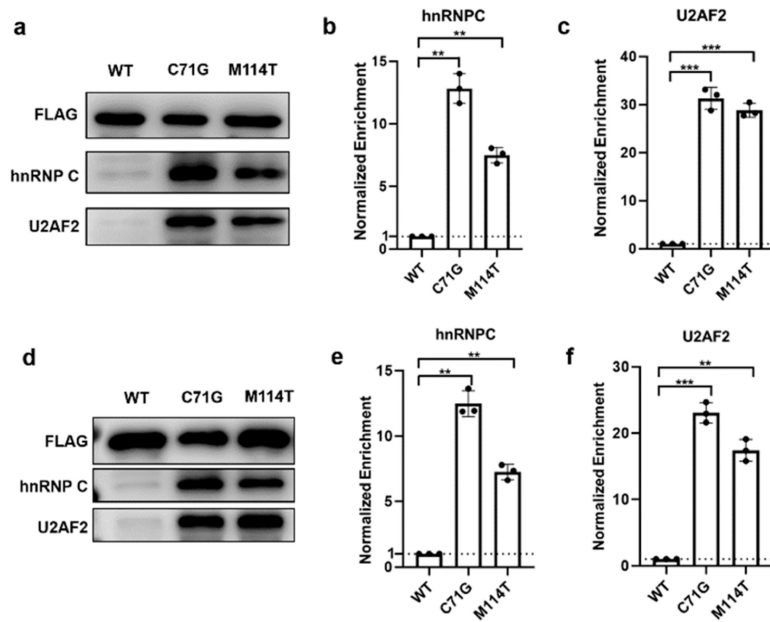 a
WT C71G M114T
FLAG
hnRNP C
U2AF2
b
hnRNPC
**
**
Normalized Enrichment
15
10
5
1
0
WT C71G M114T
c
U2AF2
***
***
Normalized Enrichment
40
30
20
10
0
WT C71G M114T
d
WT C71G M114T
FLAG
hnRNP C
U2AF2
e
hnRNPC
**
**
Normalized Enrichment
15
10
5
1
0
WT C71G M114T
f
U2AF2
**
***
Normalized Enrichment
30
20
10
0
WT C71G M114T